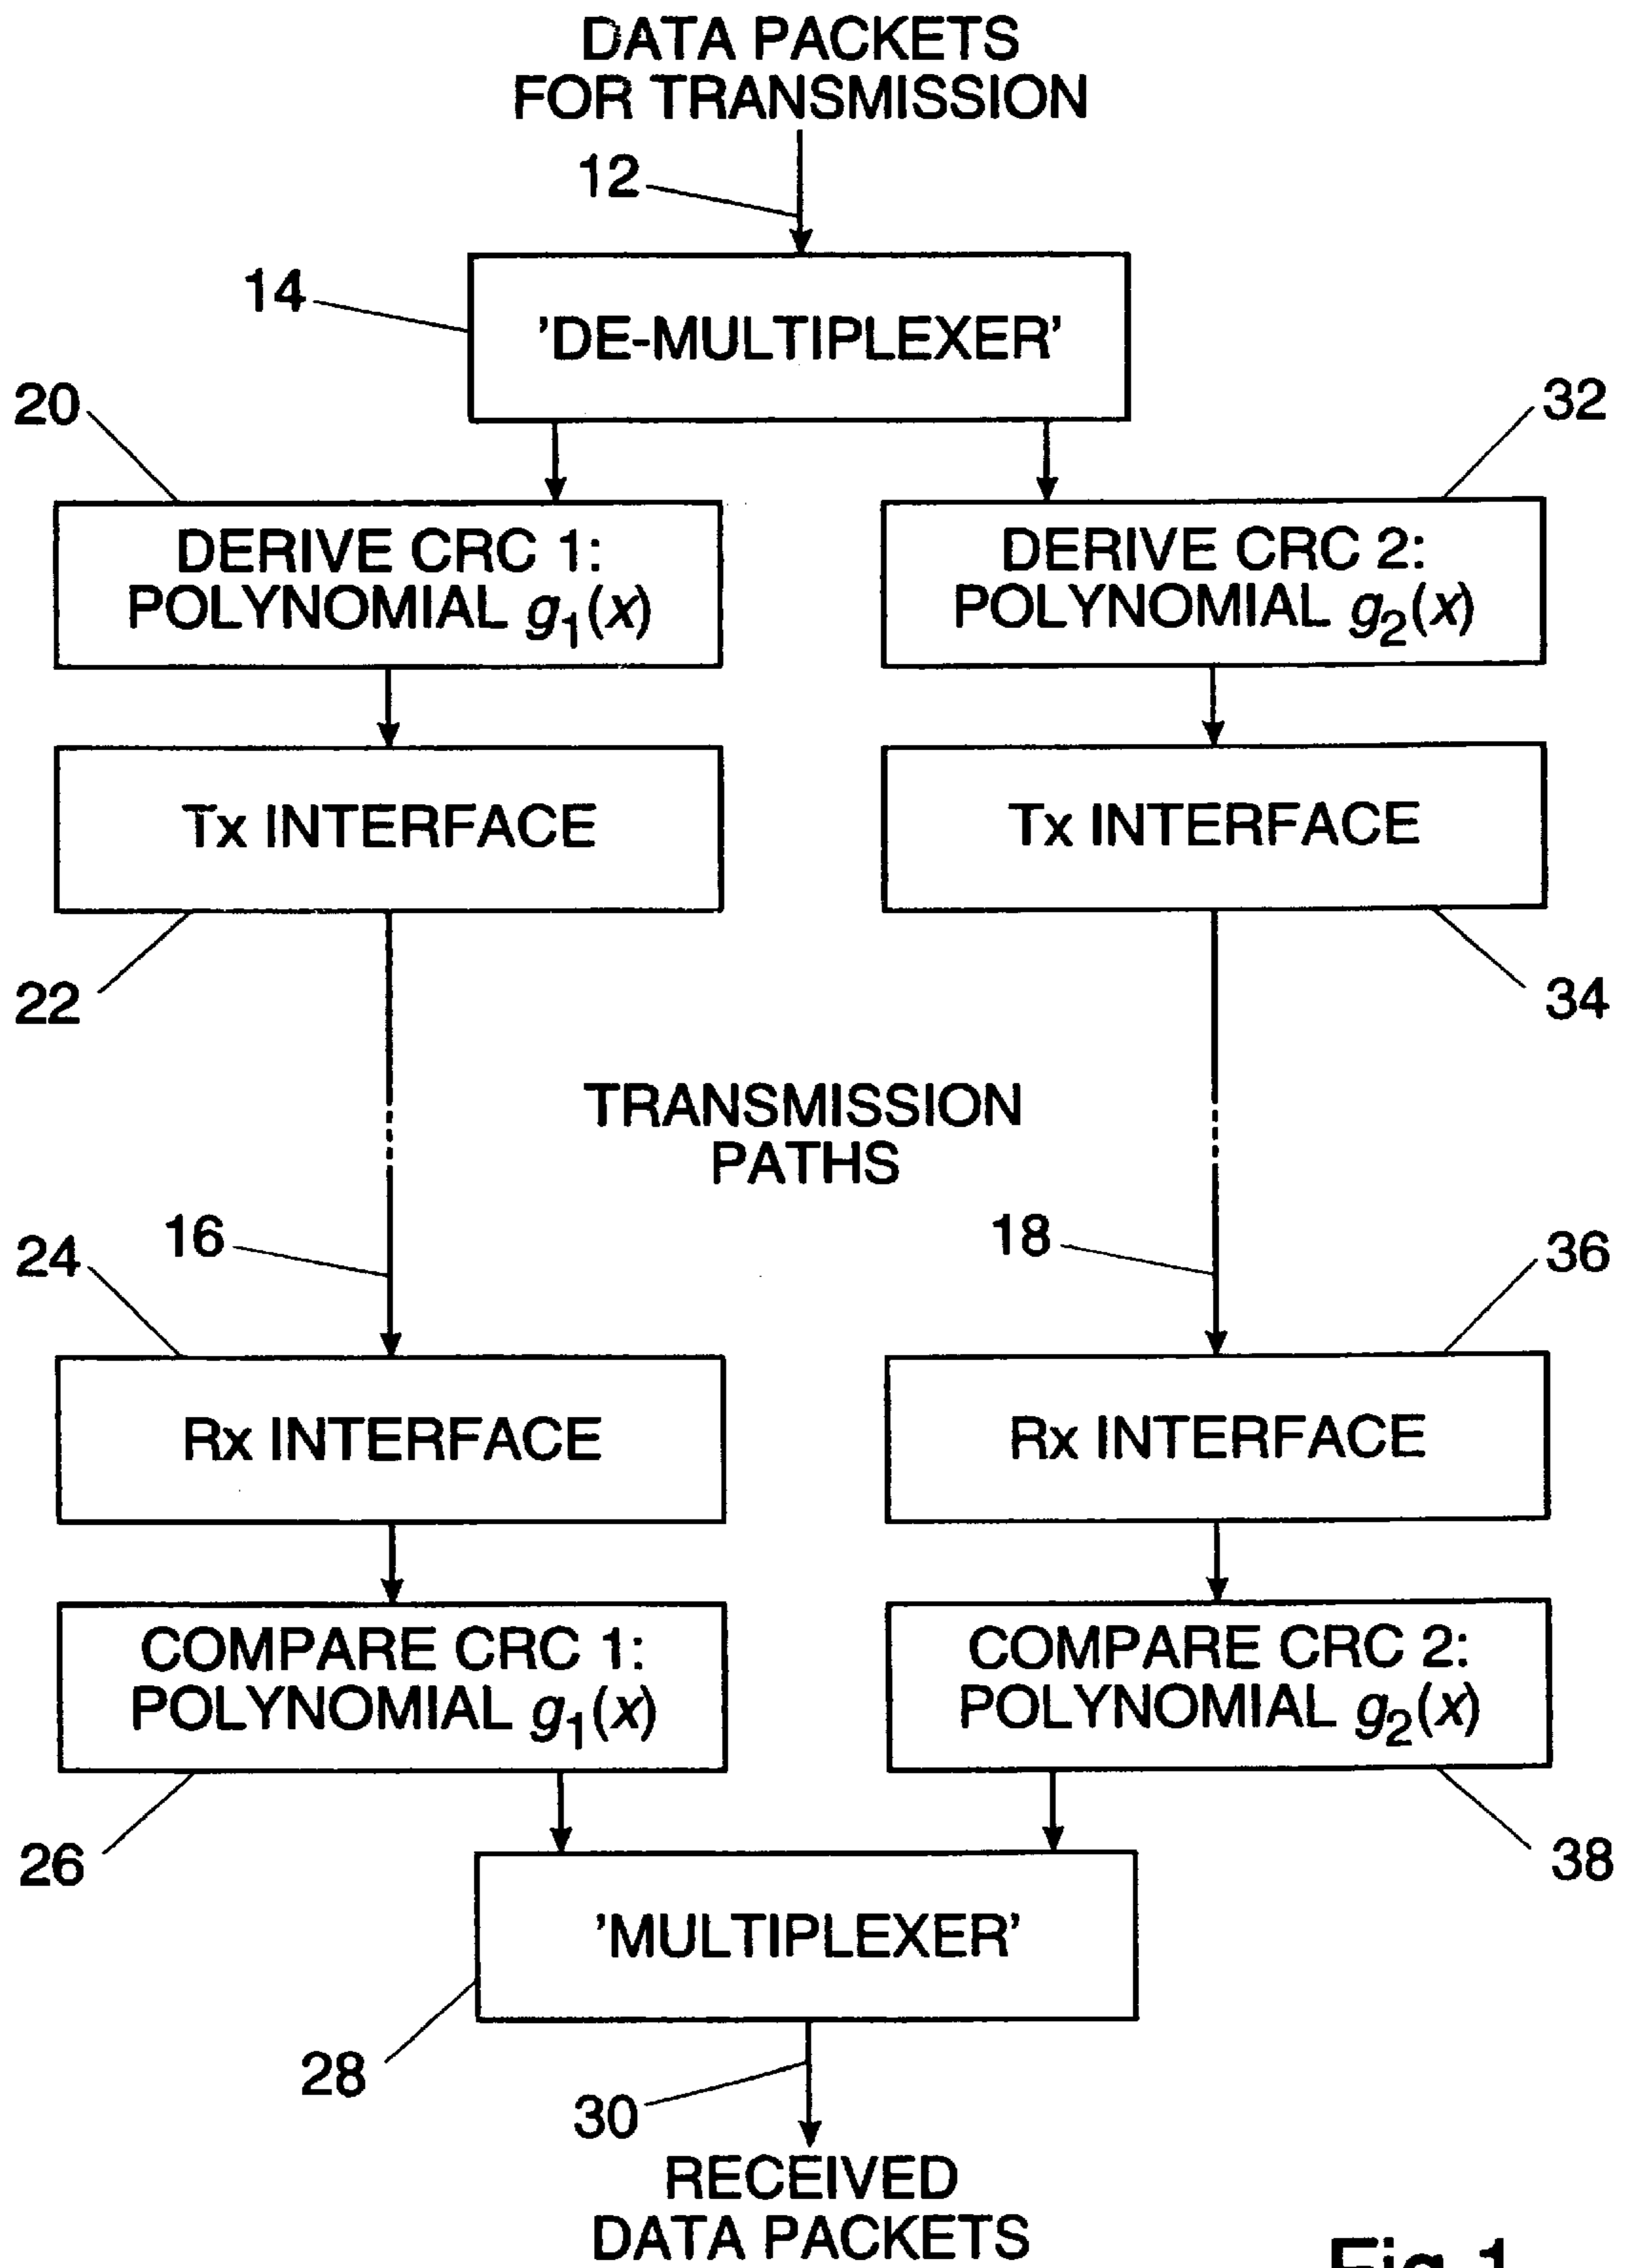 DATA PACKETS
FOR TRANSMISSION
12
14
'DE-MULTIPLEXER'
20
32
DERIVE CRC 1:
POLYNOMIAL g1(x)
DERIVE CRC 2:
POLYNOMIAL g2(x)
Tx INTERFACE
Tx INTERFACE
22
34
TRANSMISSION
PATHS
16
18
24
36
Rx INTERFACE
Rx INTERFACE
COMPARE CRC 1:
POLYNOMIAL g1(x)
COMPARE CRC 2:
POLYNOMIAL g2(x)
26
38
'MULTIPLEXER'
28
30
RECEIVED
DATA PACKETS
Fig.1